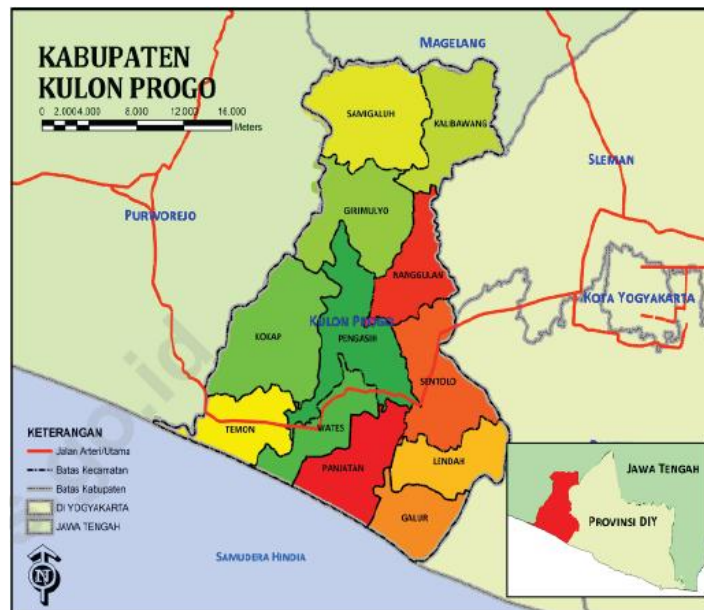 KABUPATEN
KULON PROGO
0 2.0004.000 8.000 12.000 16.000
Meters
MAGELANG
SAMIGALUH
KALIBAWANG
SLEMAN
PURWOREJO
GIRIMULYO
NANGGULAN
KOTA YOGYAKARTA
KULON PROGO
KOKAP
PENGASIH
SENTOLO
TEMON
WATES
PANJATAN
LENDAH
GALUR
KETERANGAN
Jalan Arteri/Utama
Batas Kecamatan
Batas Kabupaten
DI YOGYAKARTA
JAWA TENGAH
N
SAMUDERA HINDIA
JAWA TENGAH
PROVINSI DIY